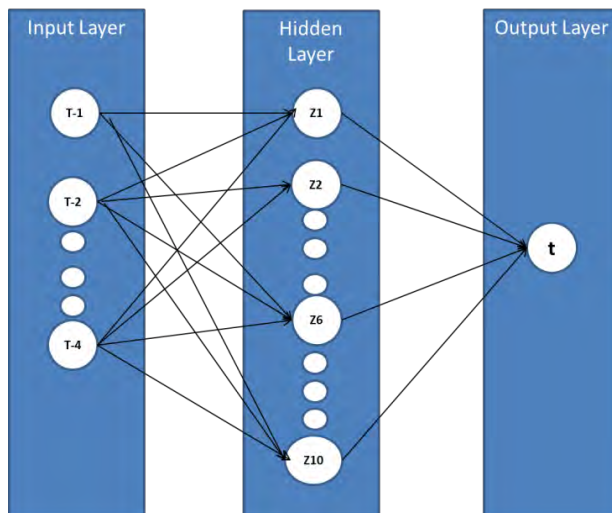 Input Layer
Hidden
Layer
Output Layer
T-1
T-2
T-4
Z1
Z2
Z6
Z10
t